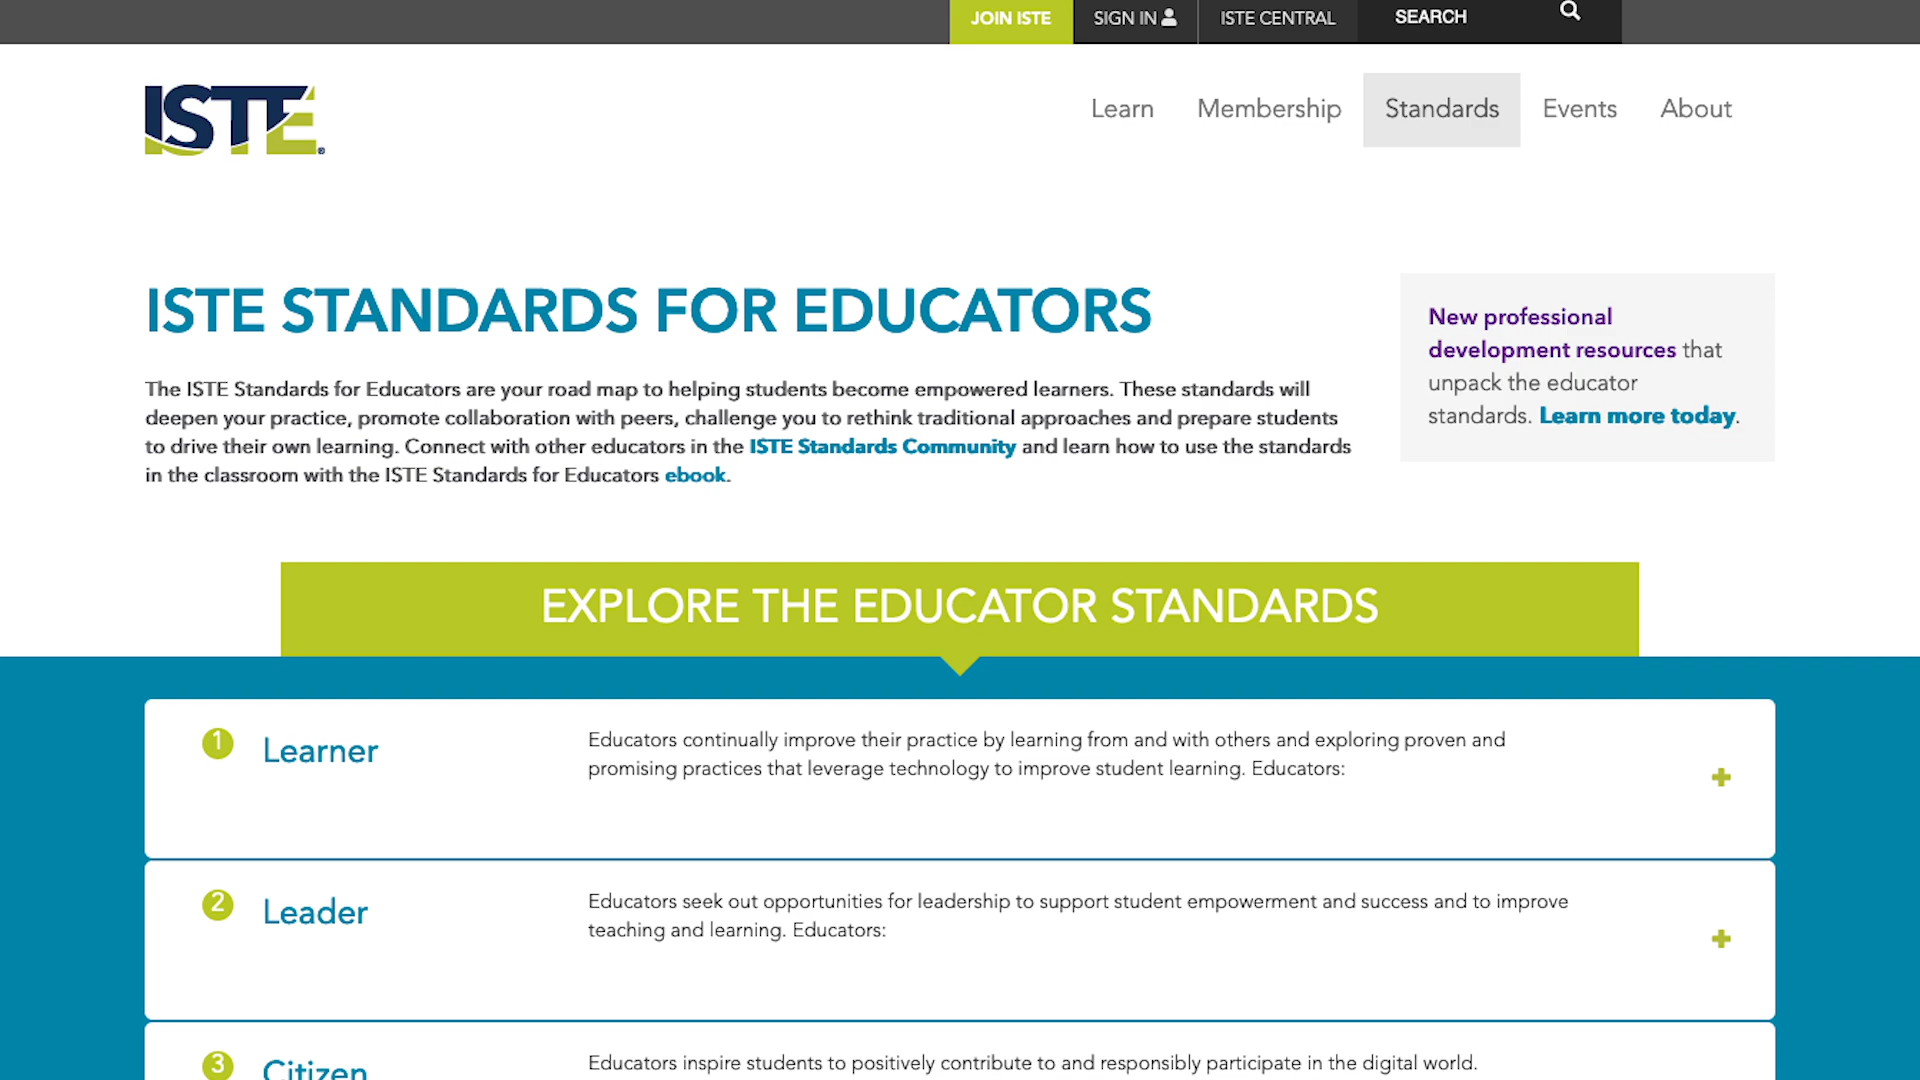 JOIN ISTE SIGN IN ISTE CENTRAL SEARCH
ISTE®
Learn Membership Standards Events About
ISTE STANDARDS FOR EDUCATORS
The ISTE Standards for Educators are your road map to helping students become empowered learners. These standards will
deepen your practice, promote collaboration with peers, challenge you to rethink traditional approaches and prepare students
to drive their own learning. Connect with other educators in the ISTE Standards Community and learn how to use the standards
in the classroom with the ISTE Standards for Educators ebook.
New professional
development resources that
unpack the educator
standards. Learn more today.
EXPLORE THE EDUCATOR STANDARDS
1 Learner
Educators continually improve their practice by learning from and with others and exploring proven and
promising practices that leverage technology to improve student learning. Educators:
2 Leader
Educators seek out opportunities for leadership to support student empowerment and success and to improve
teaching and learning. Educators:
3 Citizen
Educators inspire students to positively contribute to and responsibly participate in the digital world.